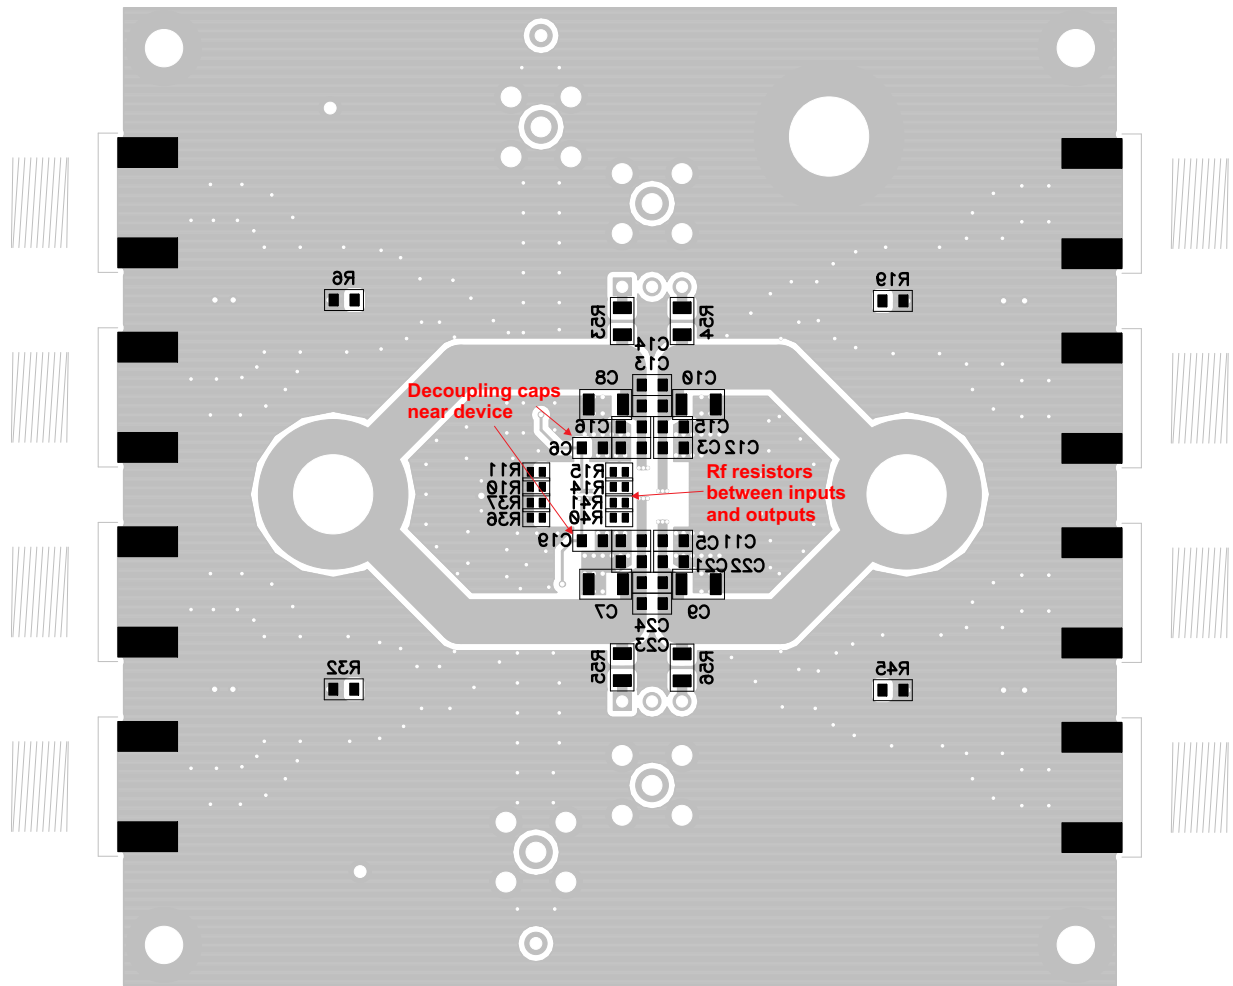 R6
R19
R53
R54
C14
C13
Decoupling caps
near device
C8
C10
C16
C15
C6
C3
C12
R11
R10
R37
R36
R15
R14
R41
R40
Rf resistors
between inputs
and outputs
C19
C5
C11
C21
C22
C7
C9
C24
C23
R55
R56
R32
R45